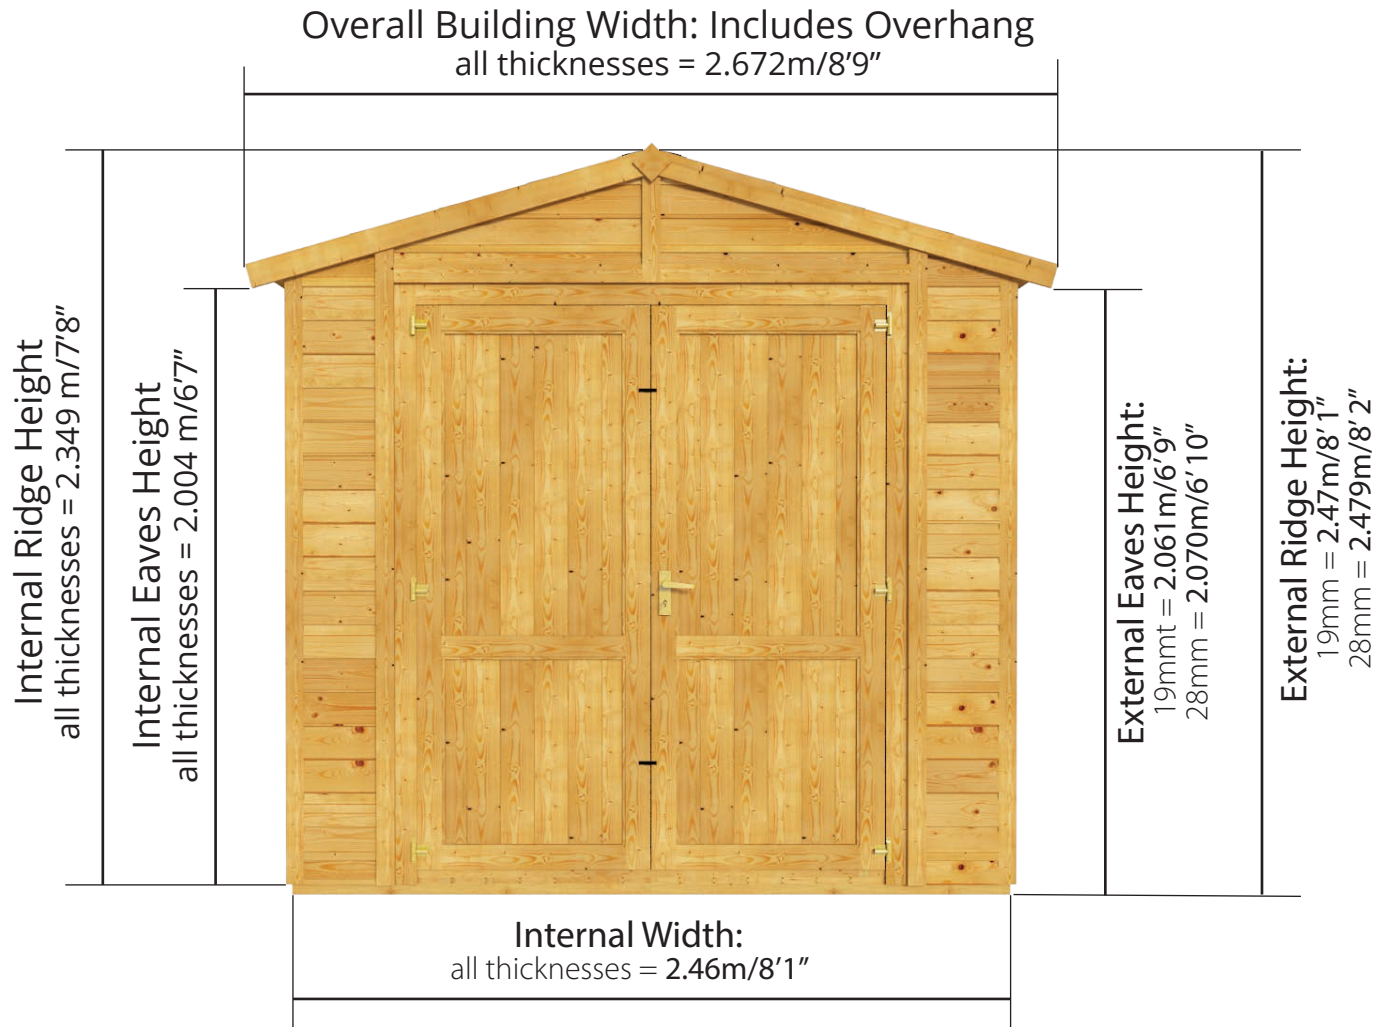 Overall Building Width: Includes Overhang
all thicknesses = 2.672m/8’9”
Internal Ridge Height
all thicknesses = 2.349 m/7’8”
Internal Eaves Height
all thicknesses = 2.004 m/6’7”
External Eaves Height:
19mmt = 2.061m/6’ 9”
28mm = 2.070m/6’ 10”
External Ridge Height:
19mm = 2.47m/8’ 1”
28mm = 2.479m/8’ 2”
Internal Width:
all thicknesses = 2.46m/8’1”